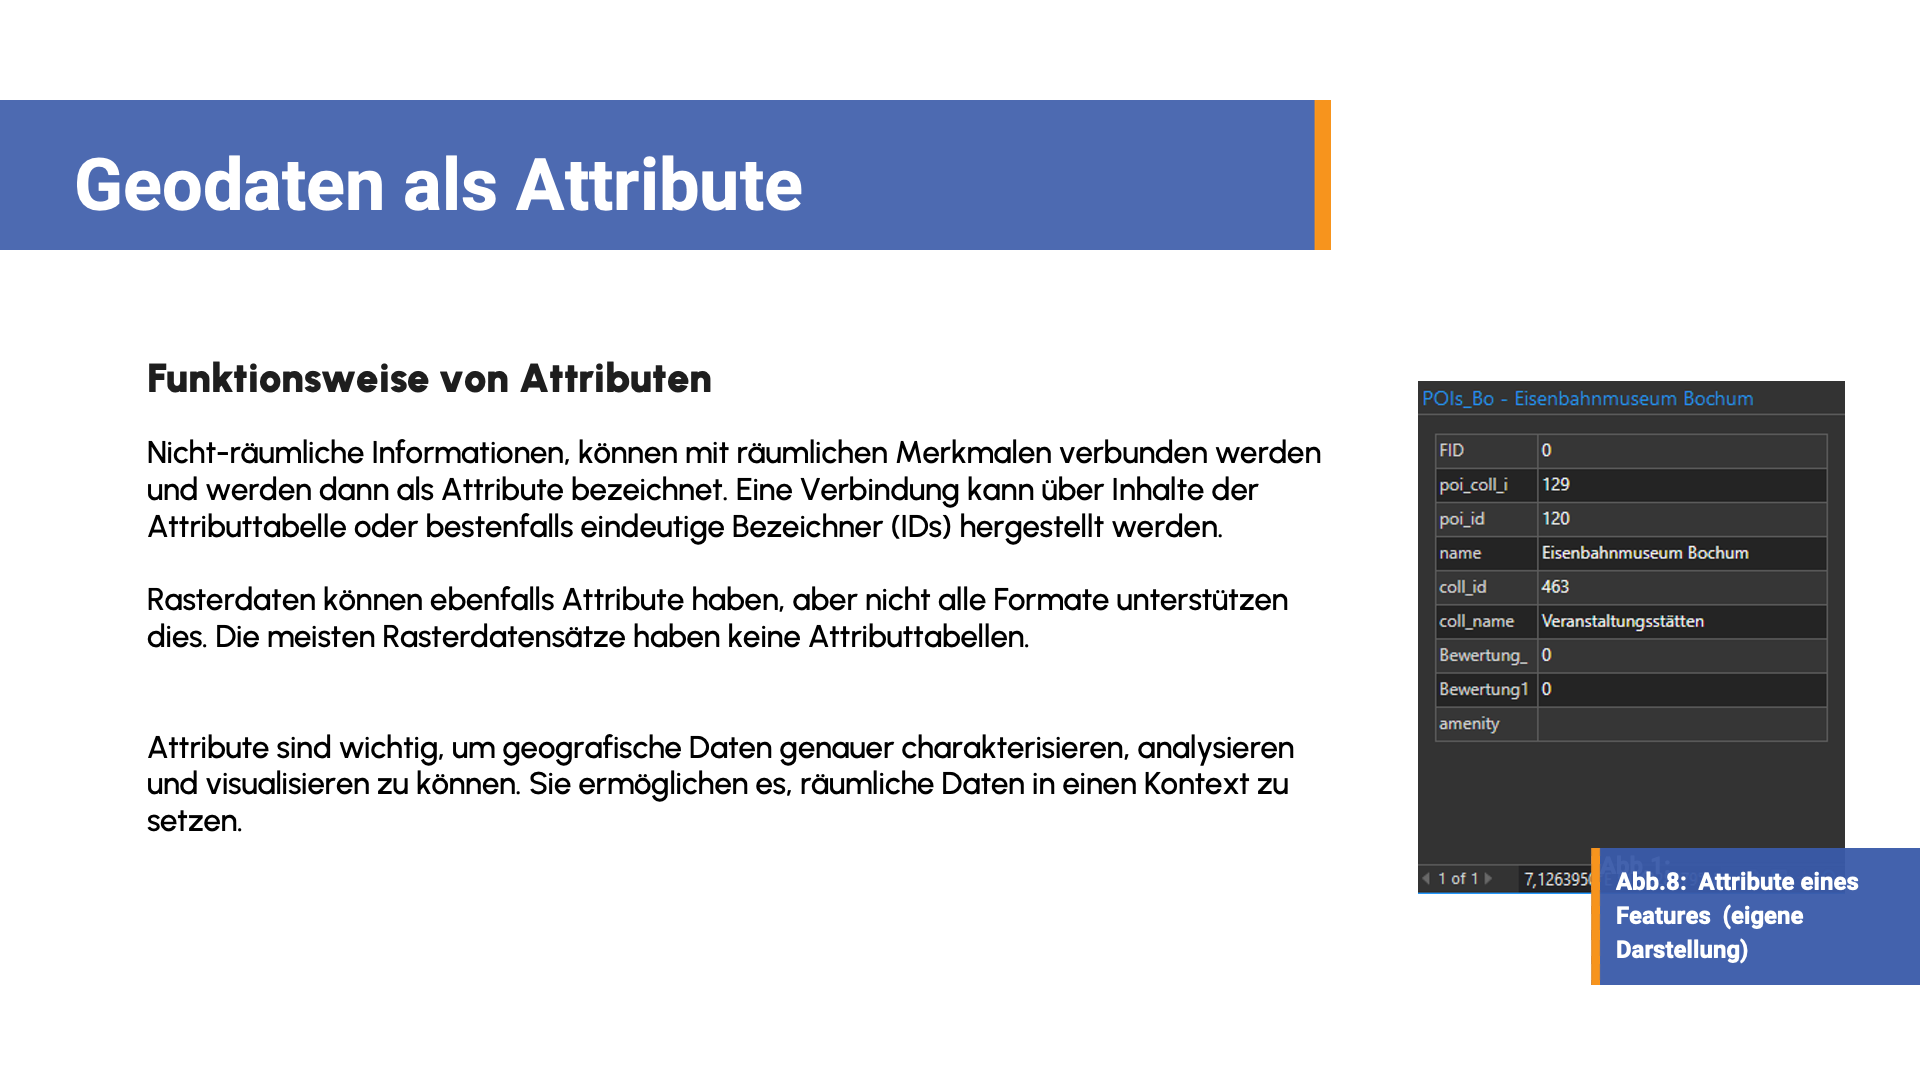 Geodaten als Attribute
Funktionsweise von Attributen
Nicht-räumliche Informationen, können mit räumlichen Merkmalen verbunden werden
und werden dann als Attribute bezeichnet. Eine Verbindung kann über Inhalte der
Attributtabelle oder bestenfalls eindeutige Bezeichner (IDs) hergestellt werden.
Rasterdaten können ebenfalls Attribute haben, aber nicht alle Formate unterstützen
dies. Die meisten Rasterdatensätze haben keine Attributtabellen.
Attribute sind wichtig, um geografische Daten genauer charakterisieren, analysieren
und visualisieren zu können. Sie ermöglichen es, räumliche Daten in einen Kontext zu
setzen.
POIs_Bo - Eisenbahnmuseum Bochum
FID 0
poi_coll_i 129
poi_id 120
name Eisenbahnmuseum Bochum
coll_id 463
coll_name Veranstaltungsstätten
Bewertung_ 0
Bewertung1 0
amenity
1 of 1 7,126395
Abb.8: Attribute eines
Features (eigene
Darstellung)